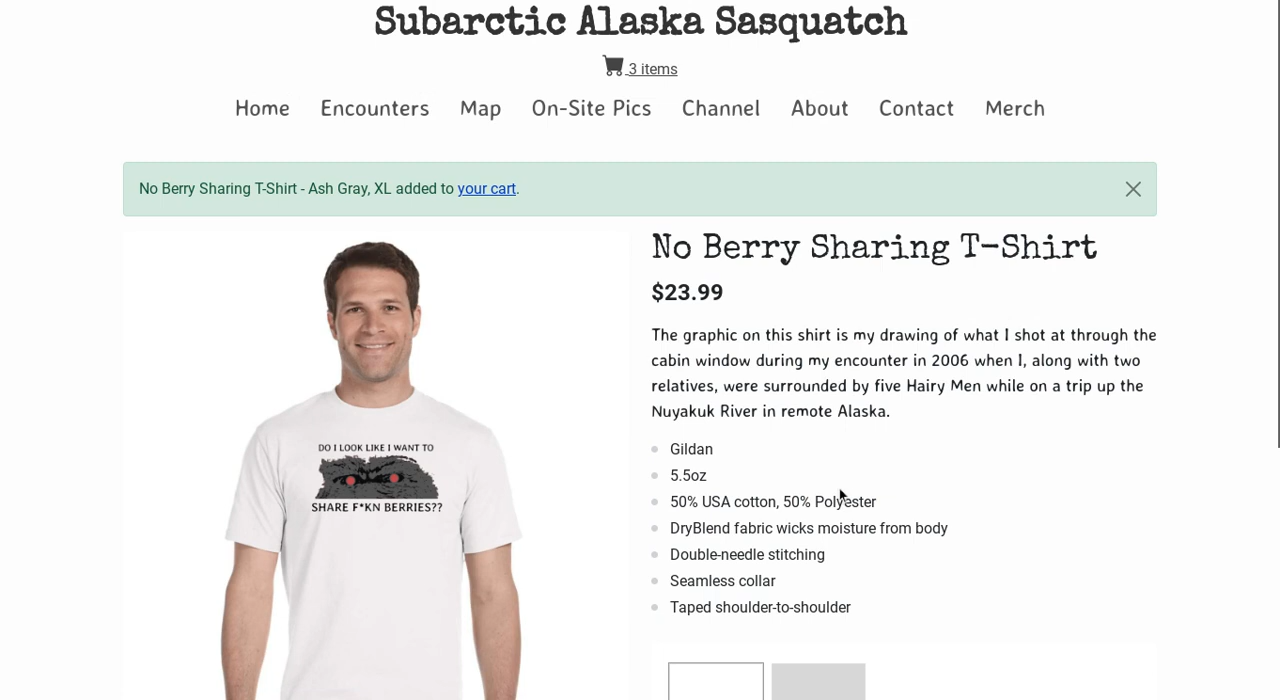 Subarctic Alaska Sasquatch
3 items
Home Encounters Map On-Site Pics Channel About Contact Merch
No Berry Sharing T-Shirt - Ash Gray, XL added to your cart.
No Berry Sharing T-Shirt
$23.99
The graphic on this shirt is my drawing of what I shot at through the
cabin window during my encounter in 2006 when I, along with two
relatives, were surrounded by five Hairy Men while on a trip up the
Nuyakuk River in remote Alaska.
Gildan
5.5oz
50% USA cotton, 50% Polyester
DryBlend fabric wicks moisture from body
Double-needle stitching
Seamless collar
Taped shoulder-to-shoulder
DO I LOOK LIKE I WANT TO
SHARE F*KN BERRIES??